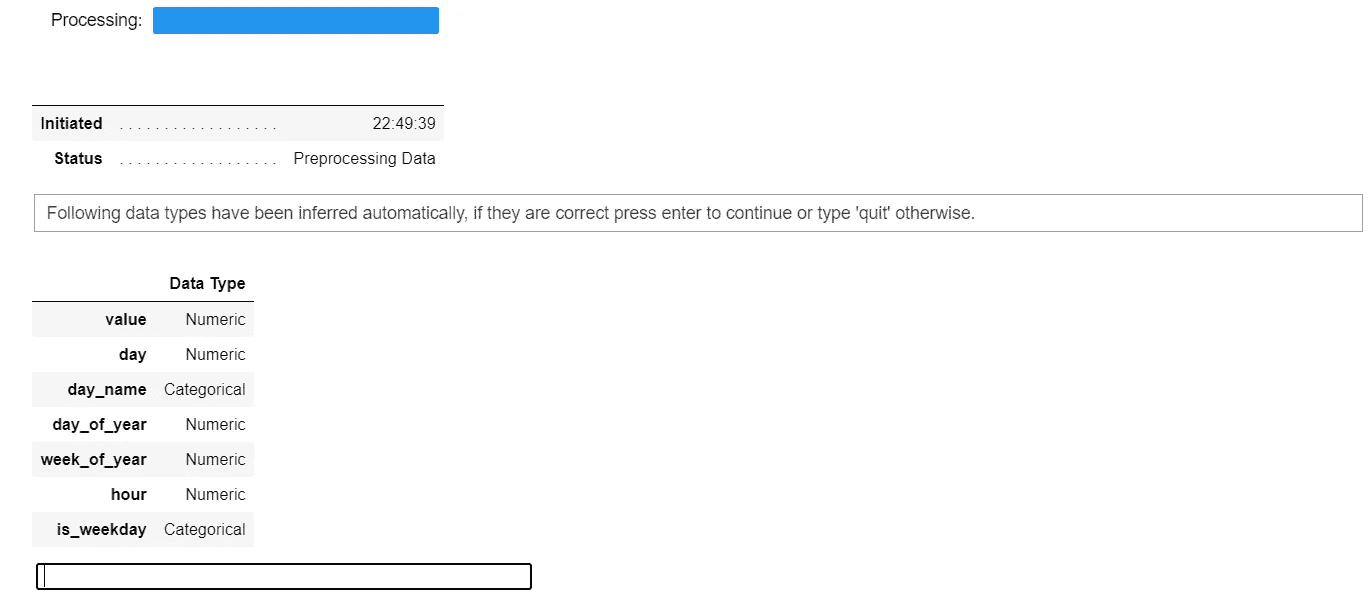 Processing:
Initiated . . . . . . . . . . . . . . . . . . 22:49:39
Status . . . . . . . . . . . . . . . . . . Preprocessing Data
Following data types have been inferred automatically, if they are correct press enter to continue or type 'quit' otherwise.
Data Type
value Numeric
day Numeric
day_name Categorical
day_of_year Numeric
week_of_year Numeric
hour Numeric
is_weekday Categorical